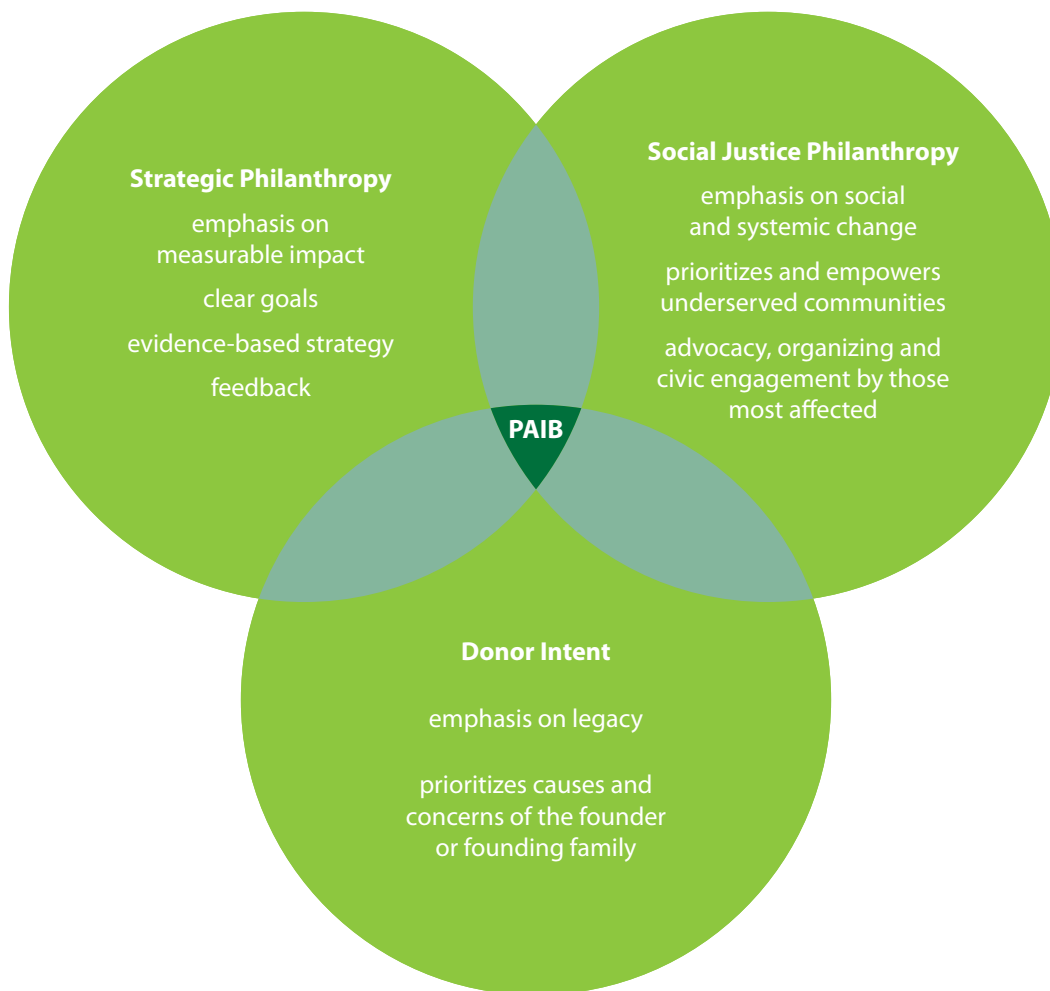 Strategic Philanthropy
emphasis on
measurable impact
clear goals
evidence-based strategy
feedback
Social Justice Philanthropy
emphasis on social
and systemic change
prioritizes and empowers
underserved communities
advocacy, organizing and
civic engagement by those
most affected
PAIB
Donor Intent
emphasis on legacy
prioritizes causes and
concerns of the founder
or founding family